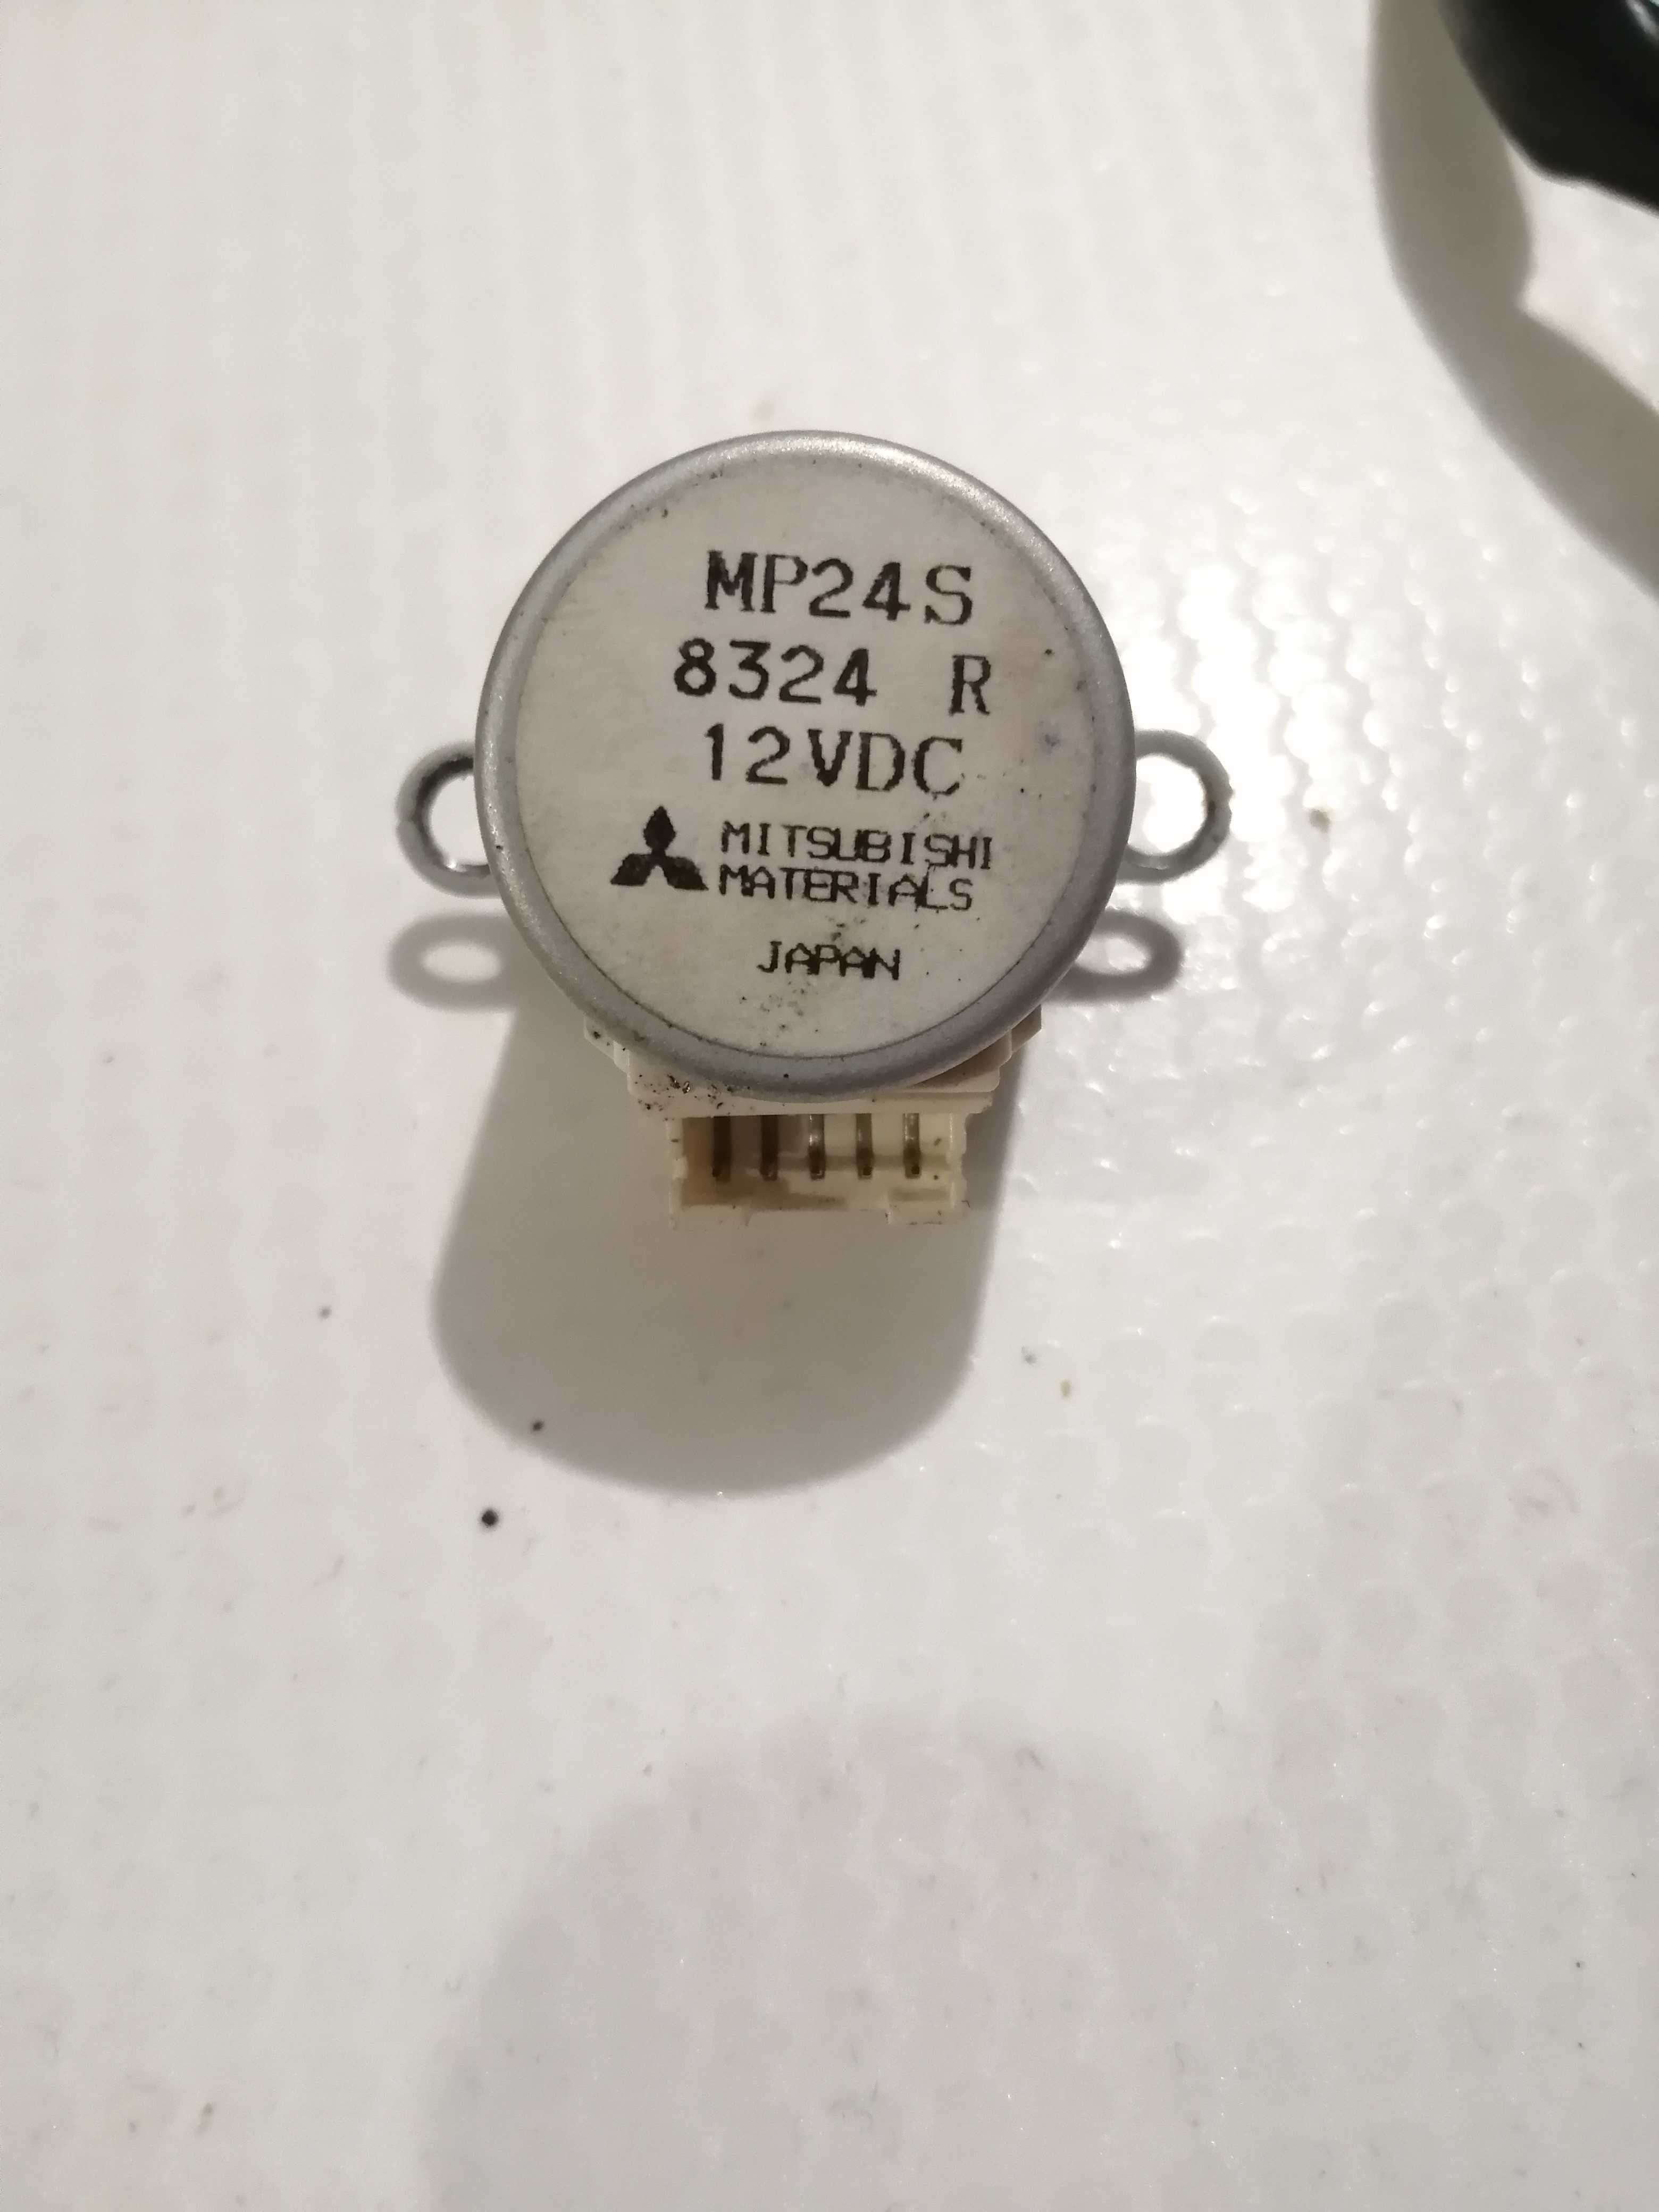 MP24S
8324 R
12VDC
MITSUBISHI
MATERIALS
JAPAN